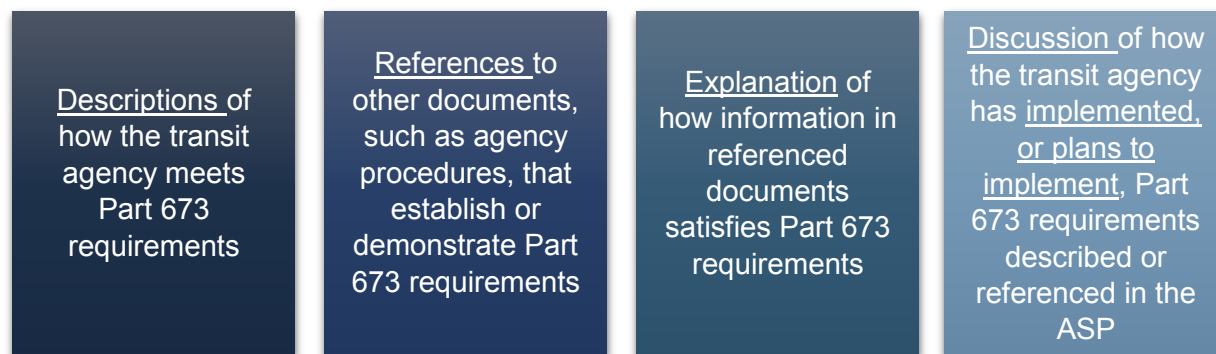 Descriptions of
how the transit
agency meets
Part 673
requirements
References to
other documents,
such as agency
procedures, that
establish or
demonstrate Part
673 requirements
Explanation of
how information in
referenced
documents
satisfies Part 673
requirements
Discussion of how
the transit agency
has implemented,
or plans to
implement, Part
673 requirements
described or
referenced in the
ASP